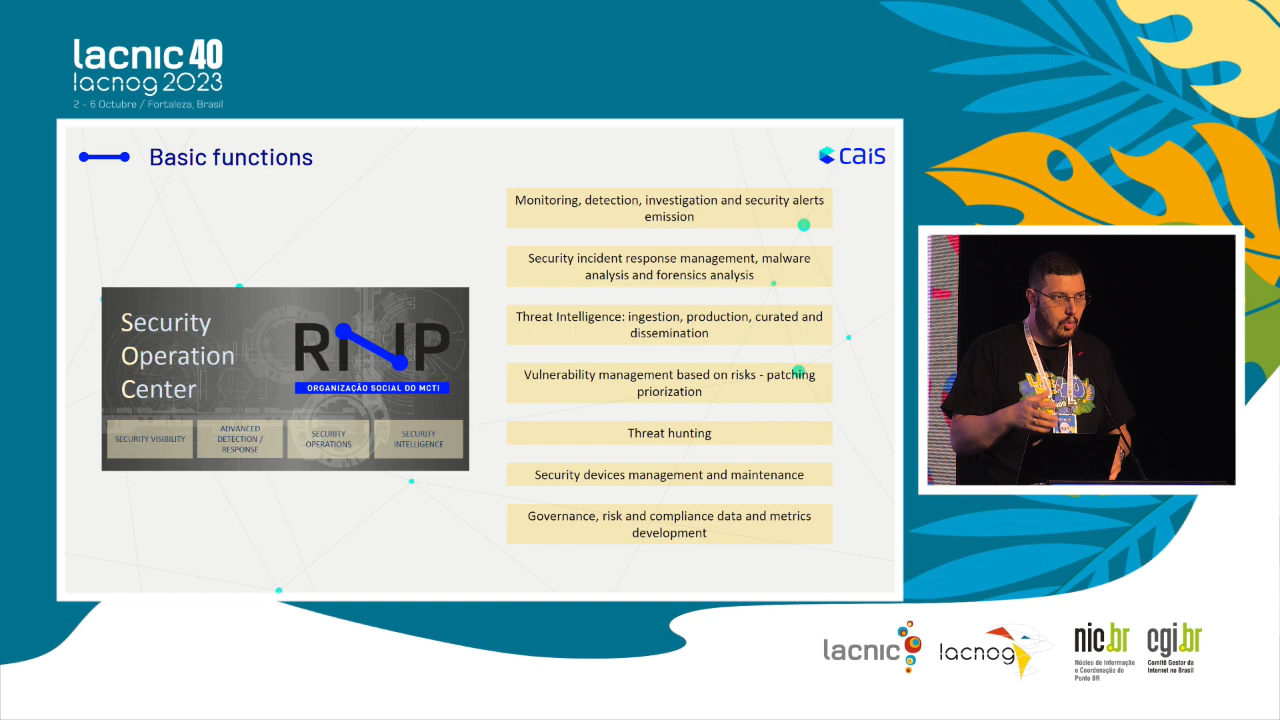 lacnic 40
lacnog 2023
2 - 6 Octubre / Fortaleza, Brasil
Basic functions
cais
Security
Operation
Center
RNP
ORGANIZAÇÃO SOCIAL DO MCTI
SECURITY VISIBILITY
ADVANCED
DETECTION /
RESPONSE
SECURITY
OPERATIONS
SECURITY
INTELLIGENCE
Monitoring, detection, investigation and security alerts
emission
Security incident response management, malware
analysis and forensics analysis
Threat Intelligence: ingestion, production, curated and
dissemination
Vulnerability management based on risks - patching
priorization
Threat hunting
Security devices management and maintenance
Governance, risk and compliance data and metrics
development
lacnic
lacnog
nic.br
Núcleo de Informação
e Coordenação do
Ponto BR
cgi.br
Comitê Gestor da
Internet no Brasil